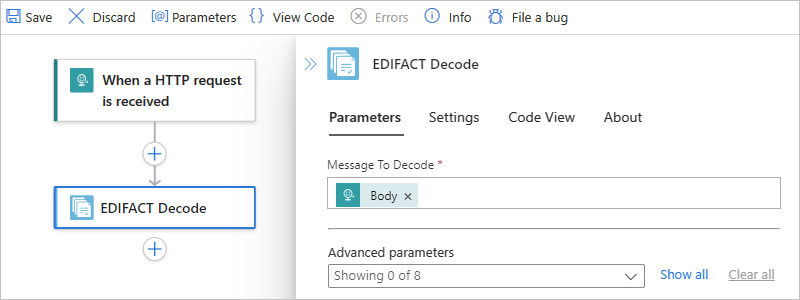 Save Discard Parameters View Code Errors Info File a bug
When a HTTP request
is received
EDIFACT Decode
EDIFACT Decode
Parameters Settings Code View About
Message To Decode *
Body
Advanced parameters
Showing 0 of 8 Show all Clear all